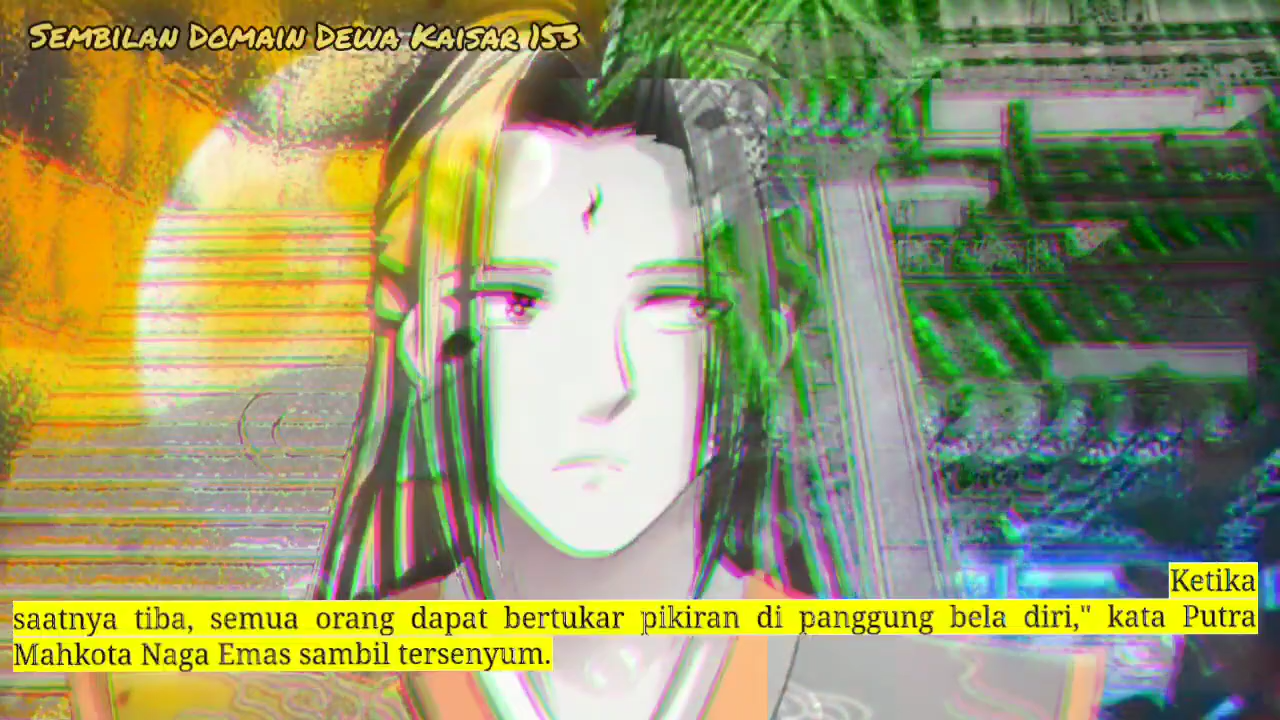 Sembilan Domain Dewa Kaisar 153
Ketika
saatnya tiba, semua orang dapat bertukar pikiran di panggung bela diri," kata Putra
Mahkota Naga Emas sambil tersenyum.